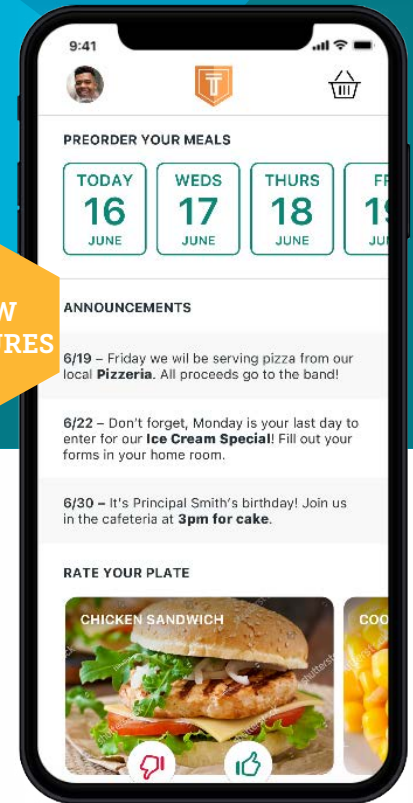 9:41
T
PREORDER YOUR MEALS
TODAY
16
JUNE
WEDS
17
JUNE
THURS
18
JUNE
W
URES
ANNOUNCEMENTS
6/19 – Friday we wil be serving pizza from our
local Pizzeria. All proceeds go to the band!
6/22 – Don't forget, Monday is your last day to
enter for our Ice Cream Special! Fill out your
forms in your home room.
6/30 – It's Principal Smith's birthday! Join us
in the cafeteria at 3pm for cake.
RATE YOUR PLATE
CHICKEN SANDWICH
COO